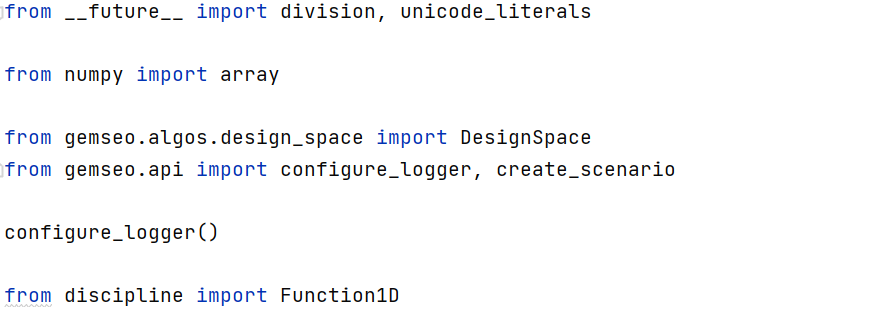 from __future__ import division, unicode_literals
from numpy import array
from gemseo.algos.design_space import DesignSpace
from gemseo.api import configure_logger, create_scenario
configure_logger()
from discipline import Function1D